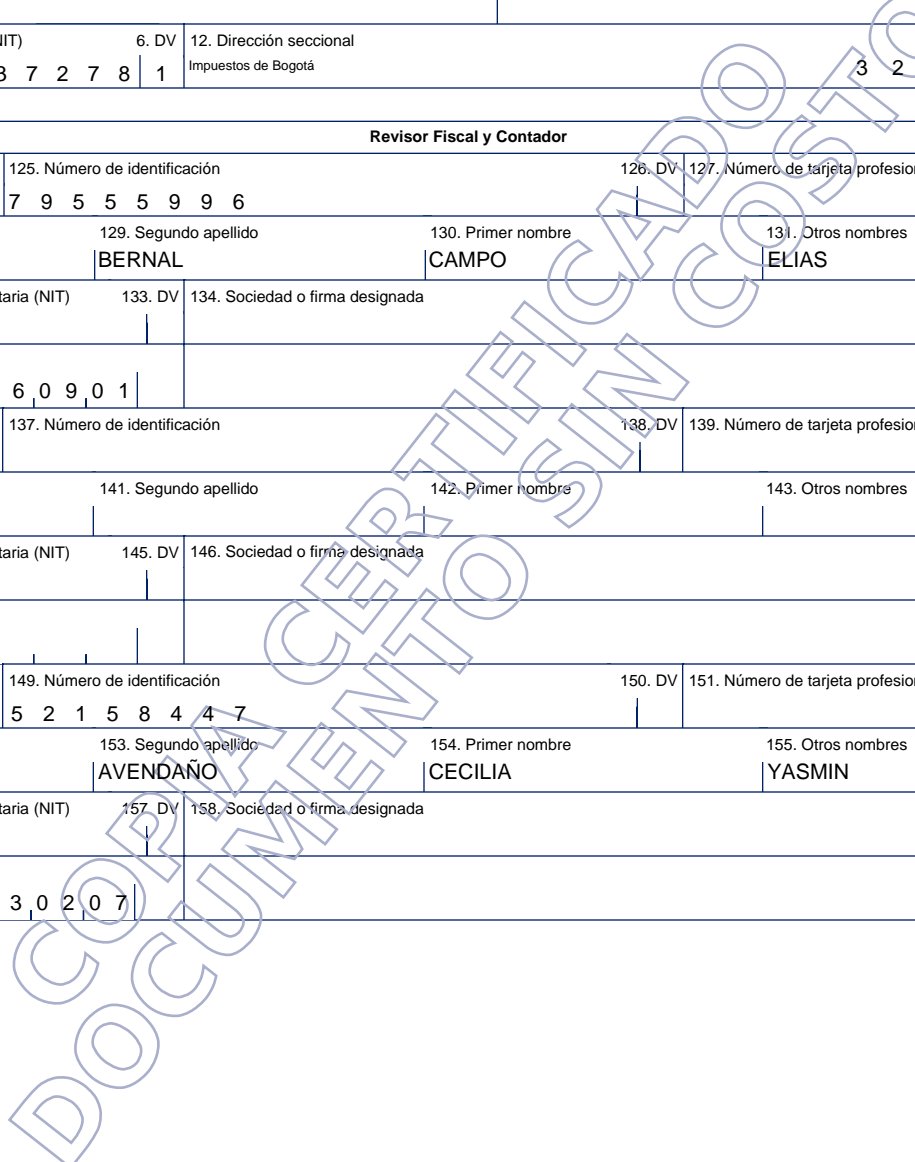 NIT) 6. DV 12. Dirección seccional
8 7 2 7 8 1 Impuestos de Bogotá 3 2
Revisor Fiscal y Contador
125. Número de identificación 126. DV 127. Número de tarjeta profesion
7 9 5 5 5 9 9 6
129. Segundo apellido 130. Primer nombre 131. Otros nombres
BERNAL CAMPO ELIAS
taria (NIT) 133. DV 134. Sociedad o firma designada
6 0 9 0 1
137. Número de identificación 138. DV 139. Número de tarjeta profesion
141. Segundo apellido 142. Primer nombre 143. Otros nombres
taria (NIT) 145. DV 146. Sociedad o firma designada
149. Número de identificación 150. DV 151. Número de tarjeta profesion
5 2 1 5 8 4 4 7
153. Segundo apellido 154. Primer nombre 155. Otros nombres
AVENDAÑO CECILIA YASMIN
taria (NIT) 157. DV 158. Sociedad o firma designada
3 0 2 0 7
COPIA CERTIFICADO
DOCUMENTO SIN COSTO